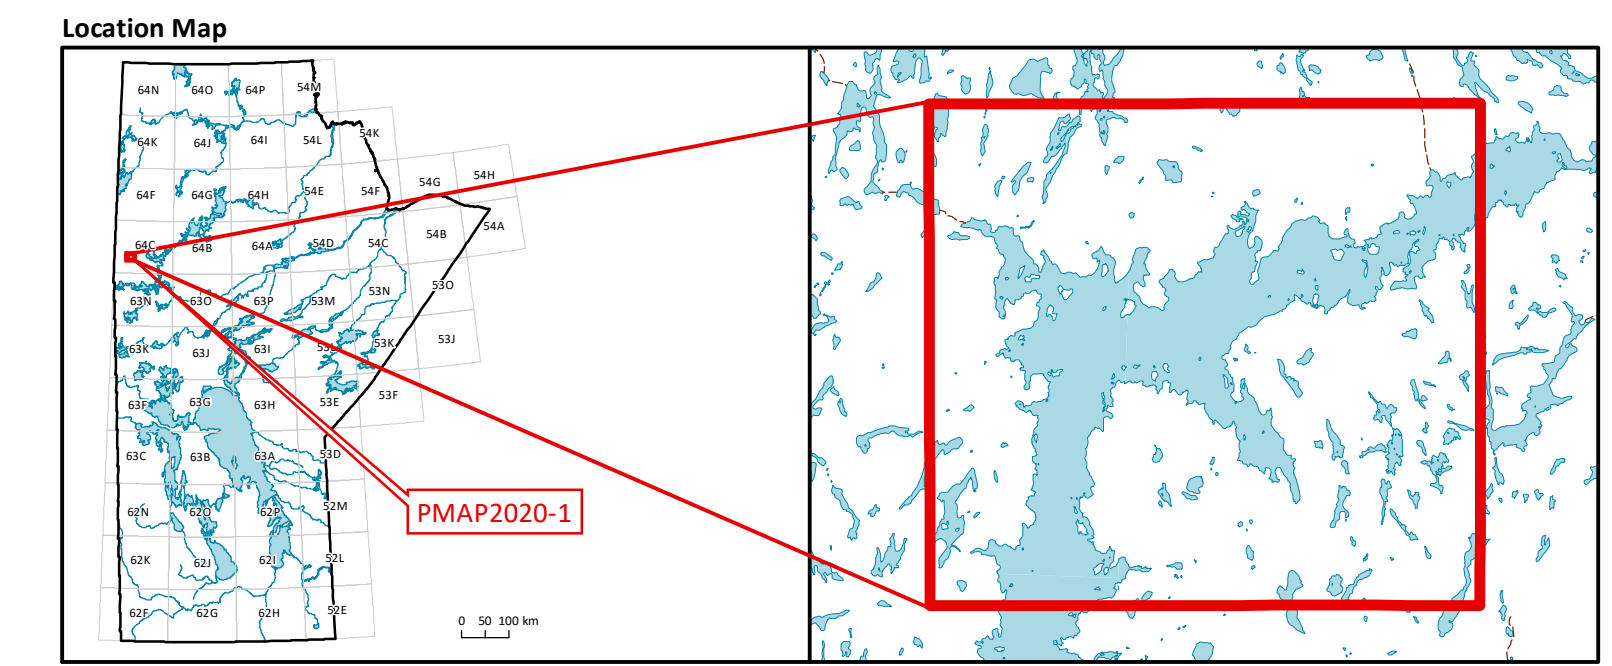 Location Map
64N 64O 64P 54M
64K 64J 64I 54L 54K
64F 64G 64H 54E 54F 54G 54H
64C 64B 64A 54D 54C 54B 54A
63N 63O 63P 53M 53N 53O
63K 63J 63I 53L 53K 53J
63F 63G 63H 53E 53F
63C 63B 63A 53D
62N 62O 62P 52M
PMAP2020-1
62K 62J 62I 52L
62F 62G 62H 52E
0 50 100 km